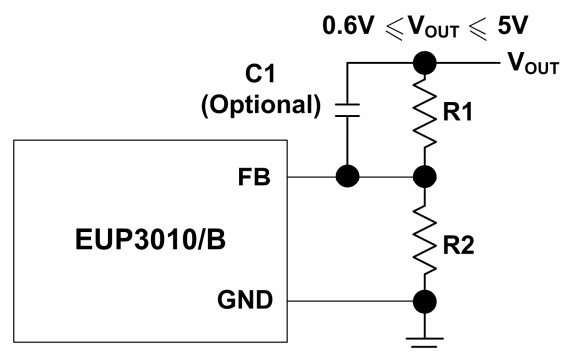 0.6V ⩽ VOUT ⩽ 5V
VOUT
C1
(Optional)
R1
FB
EUP3010/B
R2
GND